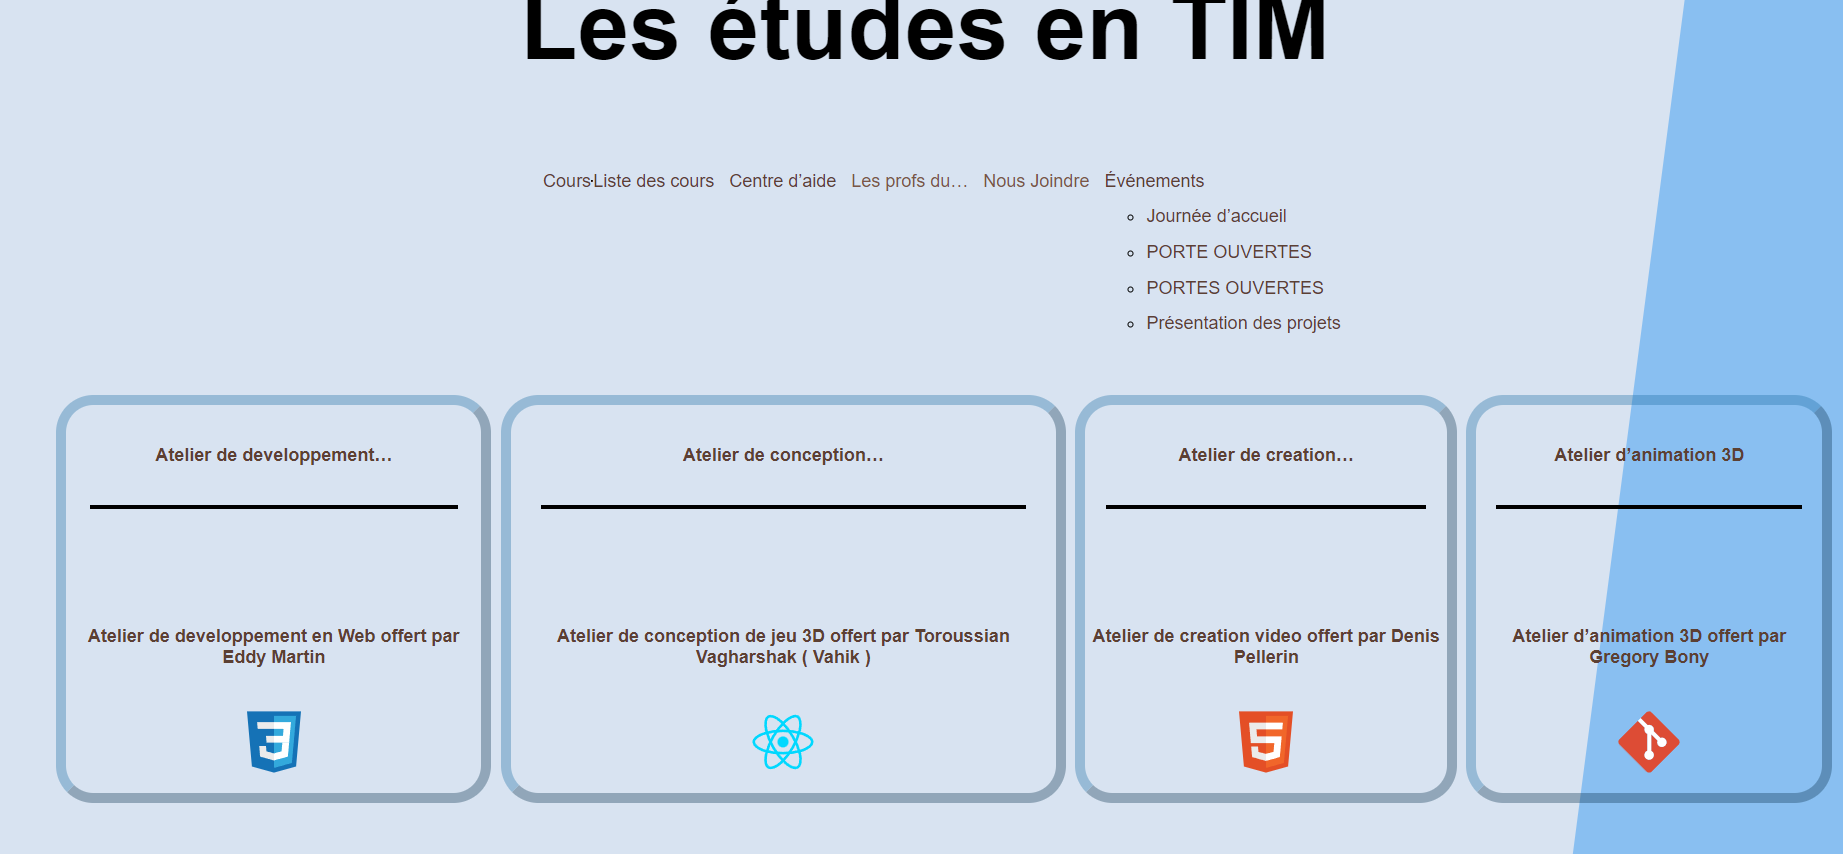 Les études en TIM
Cours·Liste des cours Centre d’aide Les profs du… Nous Joindre Événements
Journée d’accueil
PORTE OUVERTES
PORTES OUVERTES
Présentation des projets
Atelier de developpement…
Atelier de developpement en Web offert par
Eddy Martin
Atelier de conception…
Atelier de conception de jeu 3D offert par Toroussian
Vagharshak ( Vahik )
Atelier de creation…
Atelier de creation video offert par Denis
Pellerin
Atelier d’animation 3D
Atelier d’animation 3D offert par
Gregory Bony